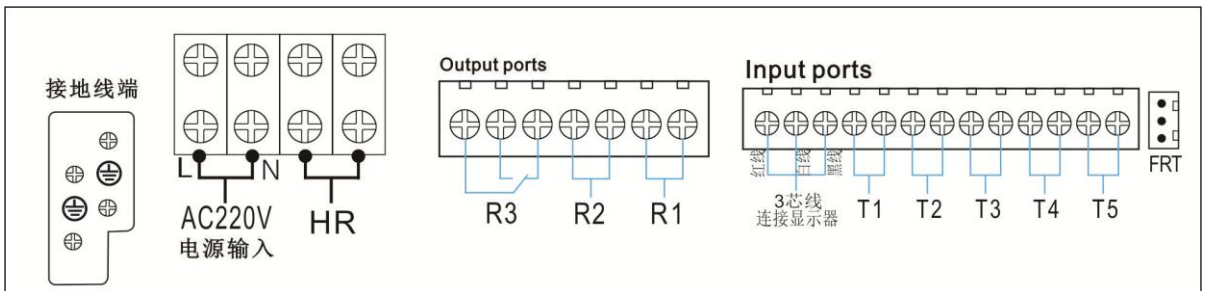 接地线端
L
N
AC220V
电源输入
HR
Output ports
R3
R2
R1
Input ports
红线
白线
黑线
3芯线
连接显示器
T1
T2
T3
T4
T5
FRT